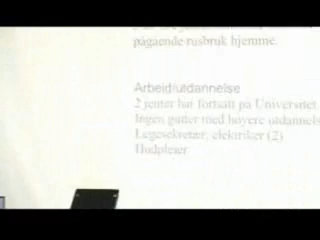 pågående rusbruk hjemme.
Arbeid/utdannelse
2 jenter har fortsatt på Universitet.
Ingen gutter med høyere utdannels
Legesekretær, elektriker (2)
Hudpleier